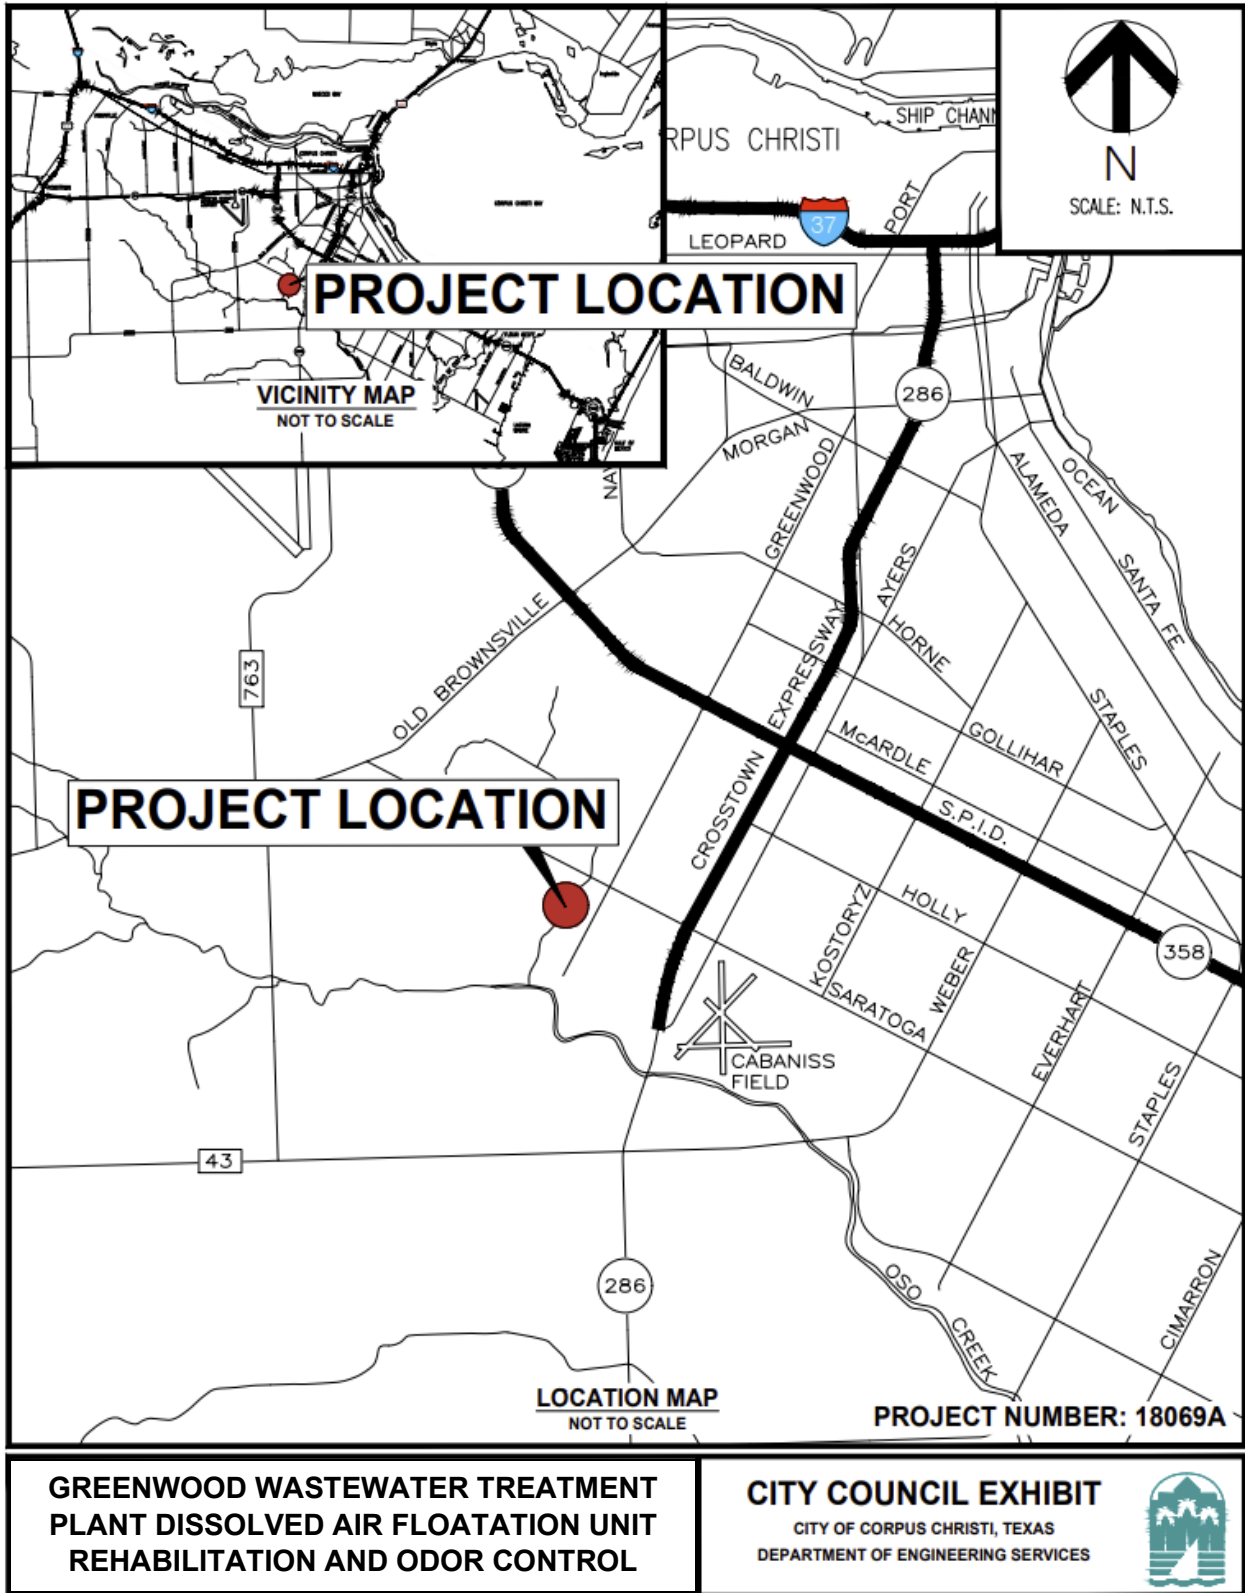 RPUS CHRISTI
SHIP CHANN
N
SCALE: N.T.S.
37
LEOPARD
PORT
PROJECT LOCATION
VICINITY MAP
NOT TO SCALE
BALDWIN
286
MORGAN
GREENWOOD
NAV
ALAMEDA
OCEAN
SANTA FE
AYERS
HORNE
EXPRESSWAY
OLD BROWNSVILLE
763
STAPLES
GOLLIHAR
McARDLE
S.P.I.D.
CROSSTOWN
PROJECT LOCATION
HOLLY
KOSTORYZ
WEBER
358
SARATOGA
EVERHART
CABANISS
FIELD
STAPLES
43
286
OSO
CREEK
CIMARRON
LOCATION MAP
NOT TO SCALE
PROJECT NUMBER: 18069A
GREENWOOD WASTEWATER TREATMENT
PLANT DISSOLVED AIR FLOATATION UNIT
REHABILITATION AND ODOR CONTROL
CITY COUNCIL EXHIBIT
CITY OF CORPUS CHRISTI, TEXAS
DEPARTMENT OF ENGINEERING SERVICES